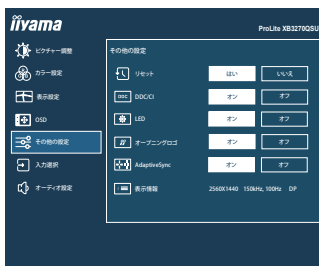 iiyama
ProLite XB3270QSU
ピクチャー調整
カラー設定
表示設定
OSD
その他の設定
入力選択
オーディオ設定
その他の設定
リセット はい いいえ
DDC DDC/CI オン オフ
LED オン オフ
オープニングロゴ オン オフ
AdaptiveSync オン オフ
表示情報 2560X1440 150kHz, 100Hz DP